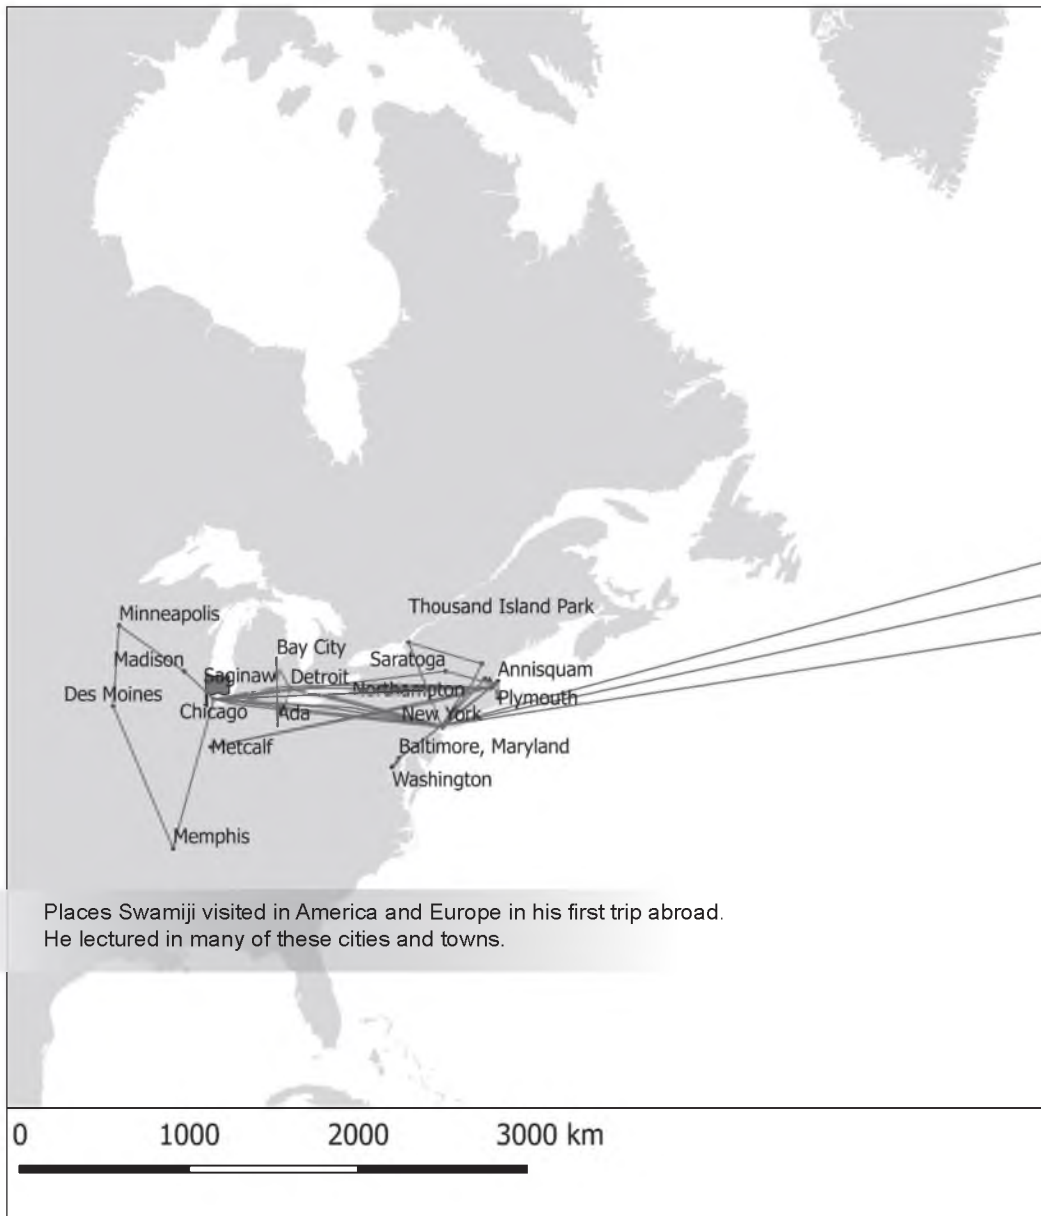 Thousand Island Park
Minneapolis
Bay City
Madison
Saratoga
Annisquam
Saginaw
Detroit
Des Moines
Northampton
Plymouth
Chicago
Ada
New York
Metcalf
Baltimore, Maryland
Washington
Memphis
Places Swamiji visited in America and Europe in his first trip abroad.
He lectured in many of these cities and towns.
0 1000 2000 3000 km